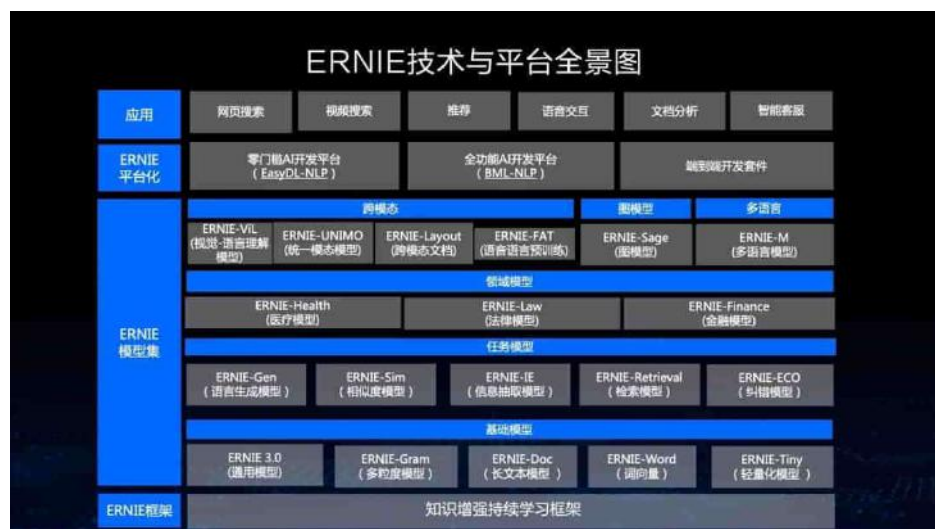 ERNIE技术与平台全景图
应用
网页搜索
视频搜索
推荐
语音交互
文档分析
智能客服
ERNIE
平台化
零门槛AI开发平台
( EasyDL-NLP )
全功能AI开发平台
( BML-NLP )
端到端开发套件
ERNIE
模型集
跨模态
图模型
多语言
ERNIE-ViL
(视觉-语言理解
模型)
ERNIE-UNIMO
(统一模态模型)
ERNIE-Layout
(跨模态文档)
ERNIE-FAT
(语音语言预训练)
ERNIE-Sage
(图模型)
ERNIE-M
(多语言模型)
领域模型
ERNIE-Health
(医疗模型)
ERNIE-Law
(法律模型)
ERNIE-Finance
(金融模型)
任务模型
ERNIE-Gen
( 语言生成模型 )
ERNIE-Sim
( 相似度模型 )
ERNIE-IE
( 信息抽取模型 )
ERNIE-Retrieval
( 检索模型 )
ERNIE-ECO
( 纠错模型 )
基础模型
ERNIE 3.0
(通用模型)
ERNIE-Gram
( 多粒度模型 )
ERNIE-Doc
( 长文本模型 )
ERNIE-Word
( 词向量 )
ERNIE-Tiny
( 轻量化模型 )
ERNIE框架
知识增强持续学习框架